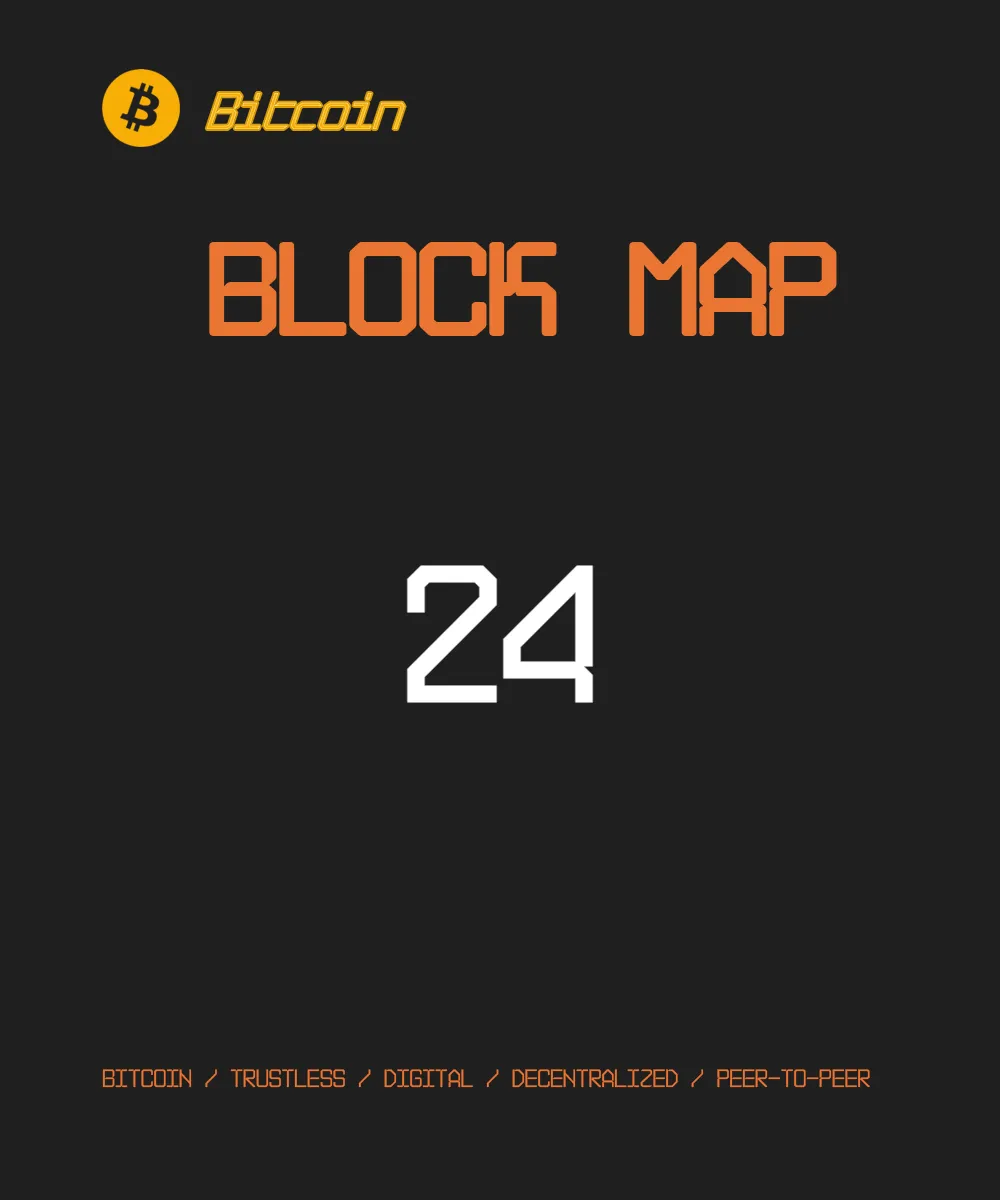 Bitcoin
BLOCK MAP
24
BITCOIN / TRUSTLESS / DIGITAL / DECENTRALIZED / PEER-TO-PEER